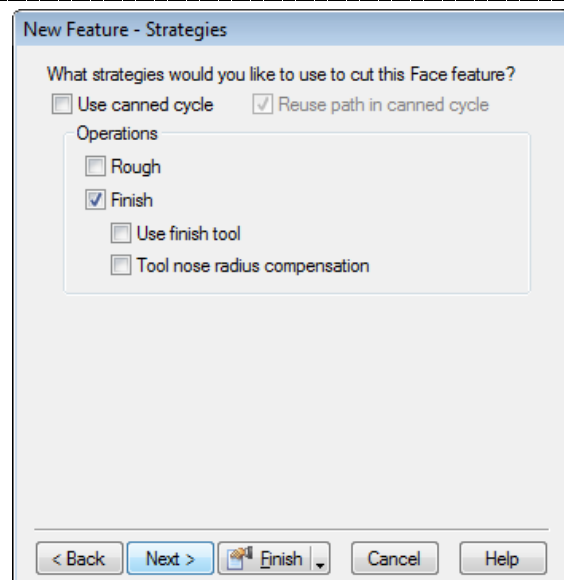 New Feature - Strategies
What strategies would you like to use to cut this Face feature?
Use canned cycle Reuse path in canned cycle
Operations
Rough
Finish
Use finish tool
Tool nose radius compensation
< Back Next > Finish Cancel Help